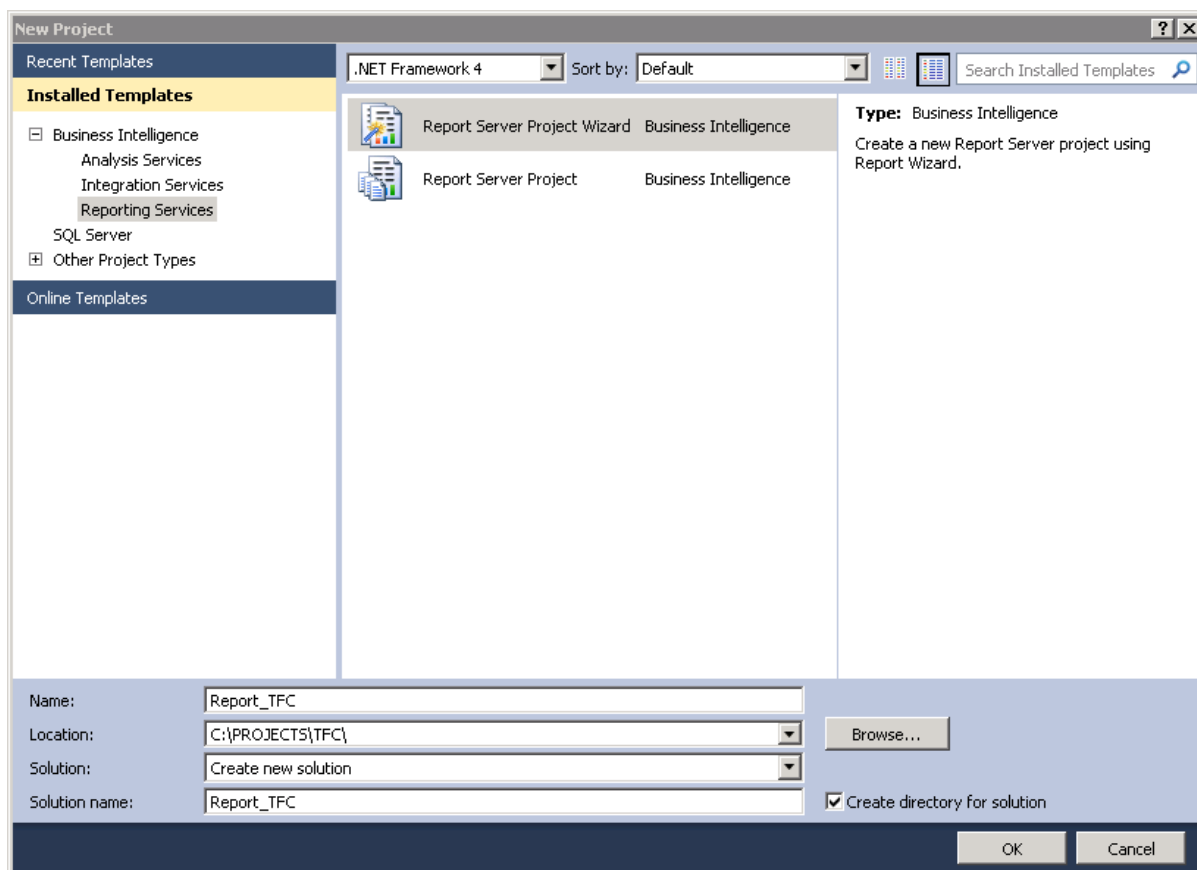 New Project
Recent Templates
Installed Templates
Business Intelligence
Analysis Services
Integration Services
Reporting Services
SQL Server
Other Project Types
Online Templates
.NET Framework 4 Sort by: Default Search Installed Templates
Report Server Project Wizard Business Intelligence
Report Server Project Business Intelligence
Type: Business Intelligence
Create a new Report Server project using
Report Wizard.
Name: Report_TFC
Location: C:\PROJECTS\TFC\ Browse...
Solution: Create new solution
Solution name: Report_TFC Create directory for solution
OK Cancel